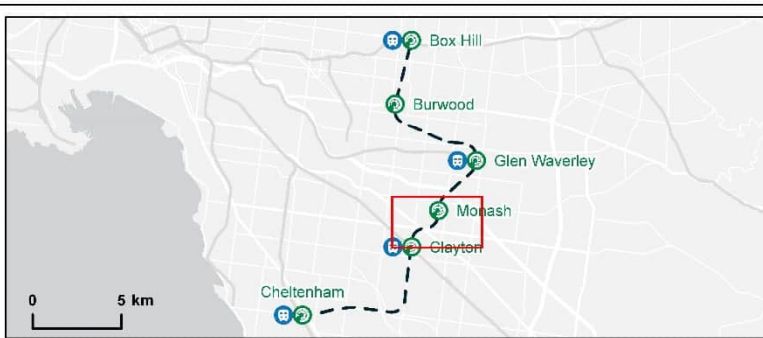 Box Hill
Burwood
Glen Waverley
Monash
Clayton
Cheltenham
0 5 km